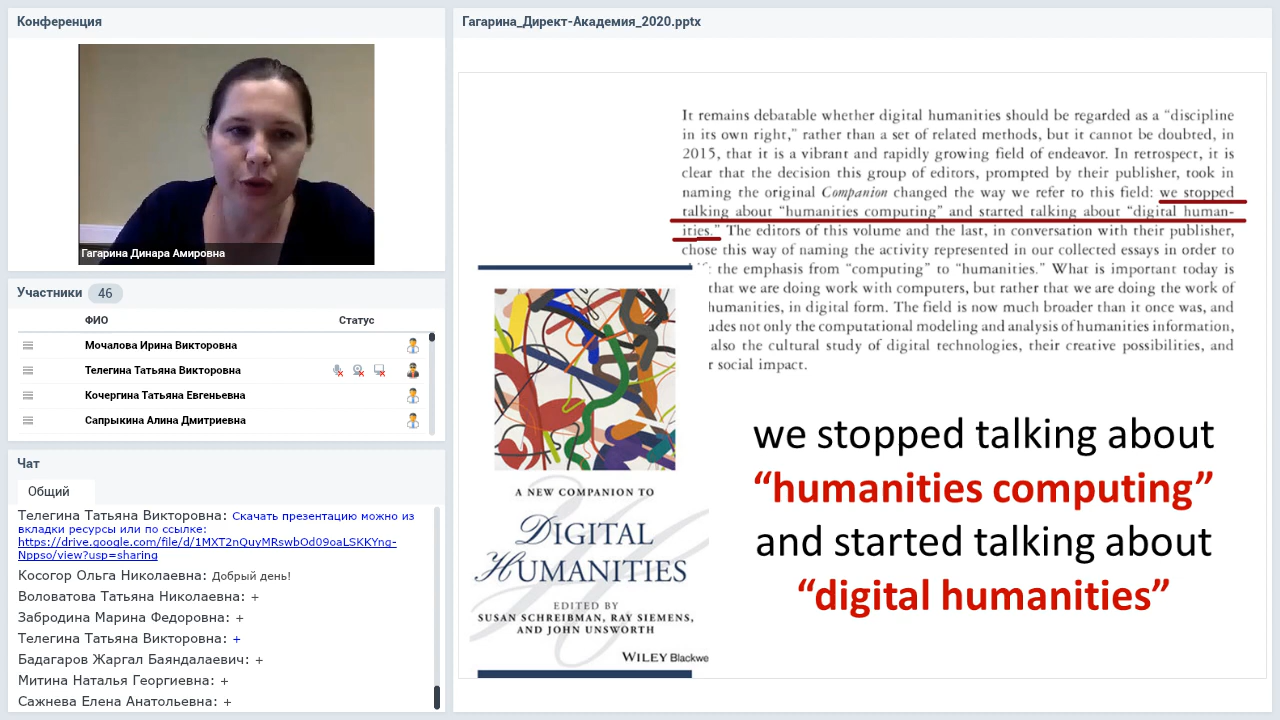 Конференция
Гагарина Динара Амировна
Участники 46
ФИО Статус
Мочалова Ирина Викторовна
Телегина Татьяна Викторовна
Кочергина Татьяна Евгеньевна
Сапрыкина Алина Дмитриевна
Чат
Общий
Телегина Татьяна Викторовна: Скачать презентацию можно из
вкладки ресурсы или по ссылке:
https://drive.google.com/file/d/1MXT2nQuyMRswbOd09oaLSKKYng-
Nppso/view?usp=sharing
Косогор Ольга Николаевна: Добрый день!
Воловатова Татьяна Николаевна: +
Забродина Марина Федоровна: +
Телегина Татьяна Викторовна: +
Бадагаров Жаргал Баяндалаевич: +
Митина Наталья Георгиевна: +
Сажнева Елена Анатольевна: +
Гагарина_Директ-Академия_2020.pptx
It remains debatable whether digital humanities should be regarded as a “discipline
in its own right,” rather than a set of related methods, but it cannot be doubted, in
2015, that it is a vibrant and rapidly growing field of endeavor. In retrospect, it is
clear that the decision this group of editors, prompted by their publisher, took in
naming the original Companion changed the way we refer to this field: we stopped
talking about “humanities computing” and started talking about “digital human-
ities.” The editors of this volume and the last, in conversation with their publisher,
chose this way of naming the activity represented in our collected essays in order to
the emphasis from “computing” to “humanities.” What is important today is
that we are doing work with computers, but rather that we are doing the work of
humanities, in digital form. The field is now much broader than it once was, and
udes not only the computational modeling and analysis of humanities information,
also the cultural study of digital technologies, their creative possibilities, and
r social impact.
A NEW COMPANION TO
DIGITAL
HUMANITIES
EDITED BY
SUSAN SCHREIBMAN, RAY SIEMENS,
AND JOHN UNSWORTH
WILEY Blackwe
we stopped talking about
“humanities computing”
and started talking about
“digital humanities”